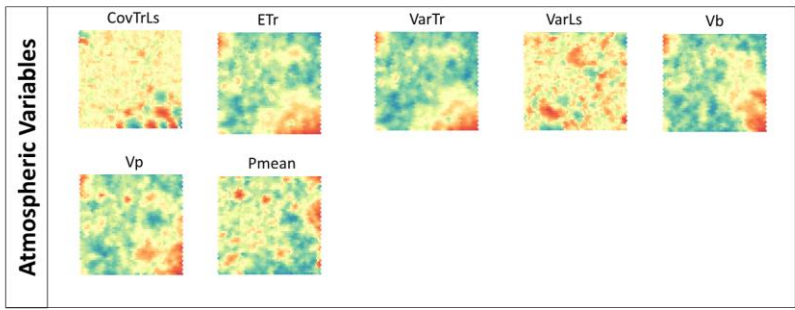 Atmospheric Variables
CovTrLs
ETr
VarTr
VarLs
Vb
Vp
Pmean